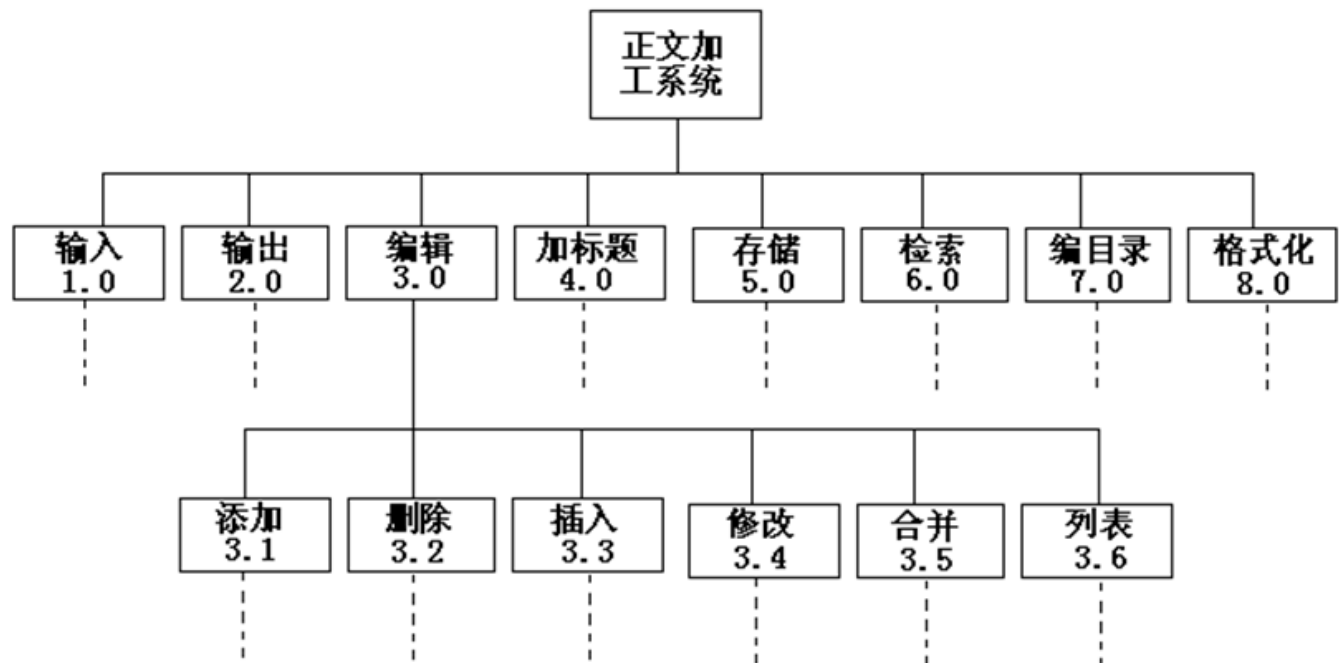 正文加
工系统
输入
1.0
输出
2.0
编辑
3.0
加标题
4.0
存储
5.0
检索
6.0
编目录
7.0
格式化
8.0
添加
3.1
删除
3.2
插入
3.3
修改
3.4
合并
3.5
列表
3.6